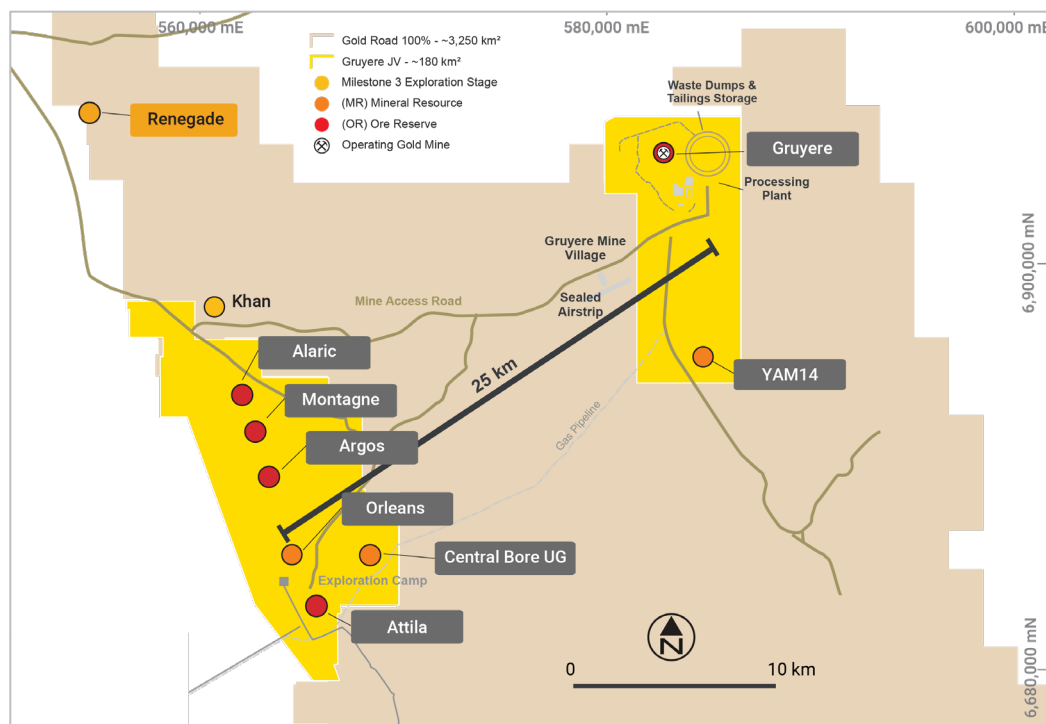 560,000 mE
580,000 mE
600,000 mE
Gold Road 100% - ~3,250 km²
Gruyere JV - ~180 km²
Milestone 3 Exploration Stage
(MR) Mineral Resource
(OR) Ore Reserve
Operating Gold Mine
Waste Dumps &
Tailings Storage
Renegade
Gruyere
Processing
Plant
Gruyere Mine
Village
6,900,000 mN
Sealed
Airstrip
Khan
Mine Access Road
Alaric
25 km
YAM14
Montagne
Gas Pipeline
Argos
Orleans
Central Bore UG
Exploration Camp
Attila
N
0
10 km
6,680,000 mN